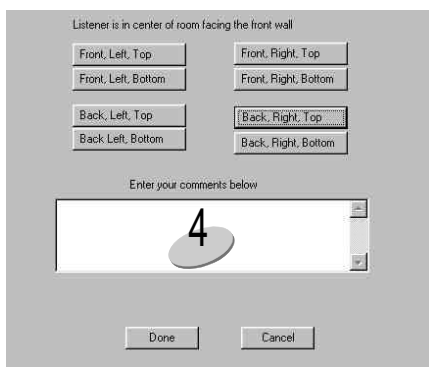 Listener is in center of room facing the front wall
Front, Left, Top
Front, Right, Top
Front, Left, Bottom
Front, Right, Bottom
Back, Left, Top
Back, Right, Top
Back Left, Bottom
Back, Right, Bottom
Enter your comments below
4
Done
Cancel